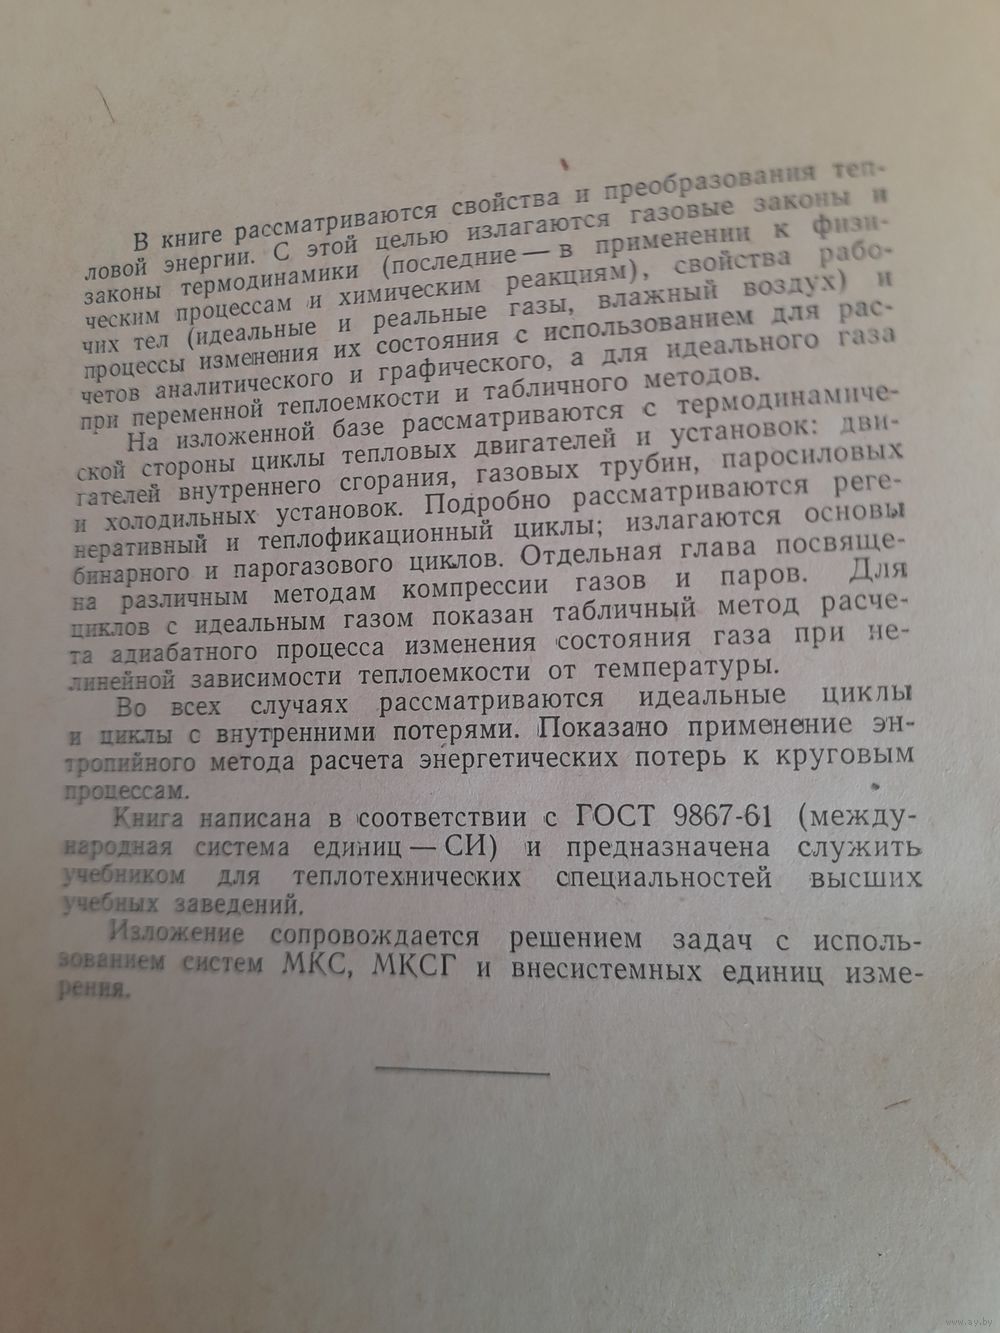 В книге рассматриваются свойства и преобразования теп-
ловой энергии. С этой целью излагаются газовые законы и
законы термодинамики (последние — в применении к физи-
ческим процессам и химическим реакциям), свойства рабо-
чих тел (идеальные и реальные газы, влажный воздух) и
процессы изменения их состояния с использованием для рас-
четов аналитического и графического, а для идеального газа
при переменной теплоемкости и табличного методов.
На изложенной базе рассматриваются с термодинамиче-
ской стороны циклы тепловых двигателей и установок: дви-
гателей внутреннего сгорания, газовых трубин, паросиловых
и холодильных установок. Подробно рассматриваются реге-
неративный и теплофикационный циклы; излагаются основы
бинарного и парогазового циклов. Отдельная глава посвяще-
на различным методам компрессии газов и паров. Для
циклов с идеальным газом показан табличный метод расче-
та адиабатного процесса изменения состояния газа при не-
линейной зависимости теплоемкости от температуры.
Во всех случаях рассматриваются идеальные циклы
и циклы с внутренними потерями. Показано применение эн-
тропийного метода расчета энергетических потерь к круговым
процессам.
Книга написана в соответствии с ГОСТ 9867-61 (между-
народная система единиц — СИ) и предназначена служить
учебником для теплотехнических специальностей высших
учебных заведений.
Изложение сопровождается решением задач с исполь-
зованием систем МКС, МКСГ и внесистемных единиц изме-
рения.
www.ay.by